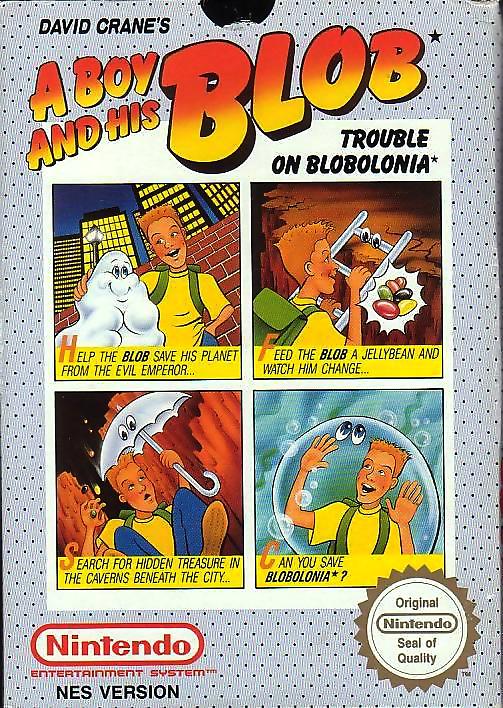 DAVID CRANE'S
A BOY
AND HIS
BLOB*
TROUBLE
ON BLOBOLONIA*
HELP THE BLOB SAVE HIS PLANET
FROM THE EVIL EMPEROR...
FEED THE BLOB A JELLYBEAN AND
WATCH HIM CHANGE...
SEARCH FOR HIDDEN TREASURE IN
THE CAVERNS BENEATH THE CITY...
CAN YOU SAVE
BLOBOLONIA*?
Nintendo
ENTERTAINMENT SYSTEM™
NES VERSION
Original
Nintendo
Seal of
Quality
TM